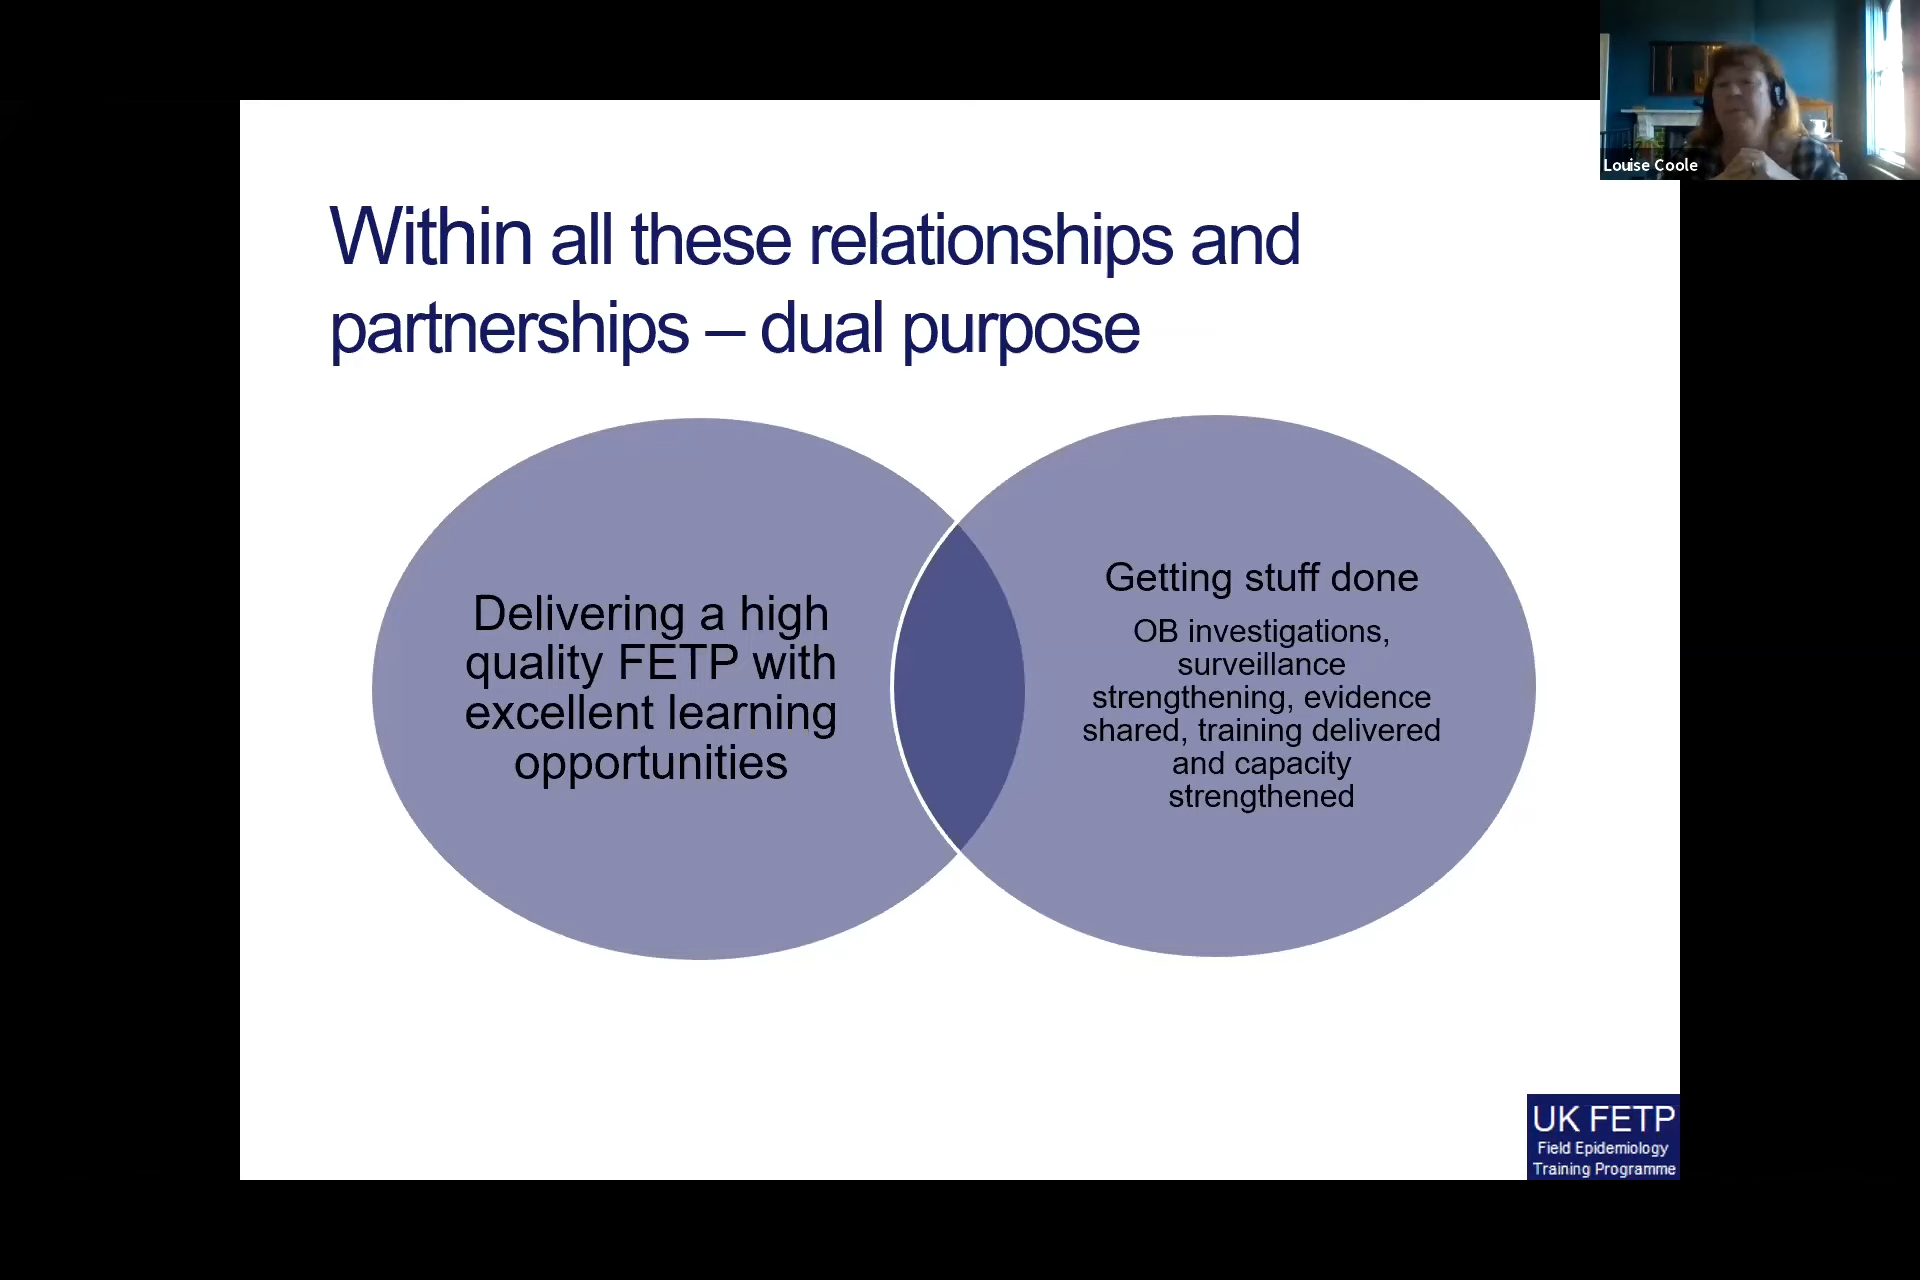 Louise Coole
Within all these relationships and
partnerships – dual purpose
Delivering a high
quality FETP with
excellent learning
opportunities
Getting stuff done
OB investigations,
surveillance
strengthening, evidence
shared, training delivered
and capacity
strengthened
UK FETP
Field Epidemiology
Training Programme